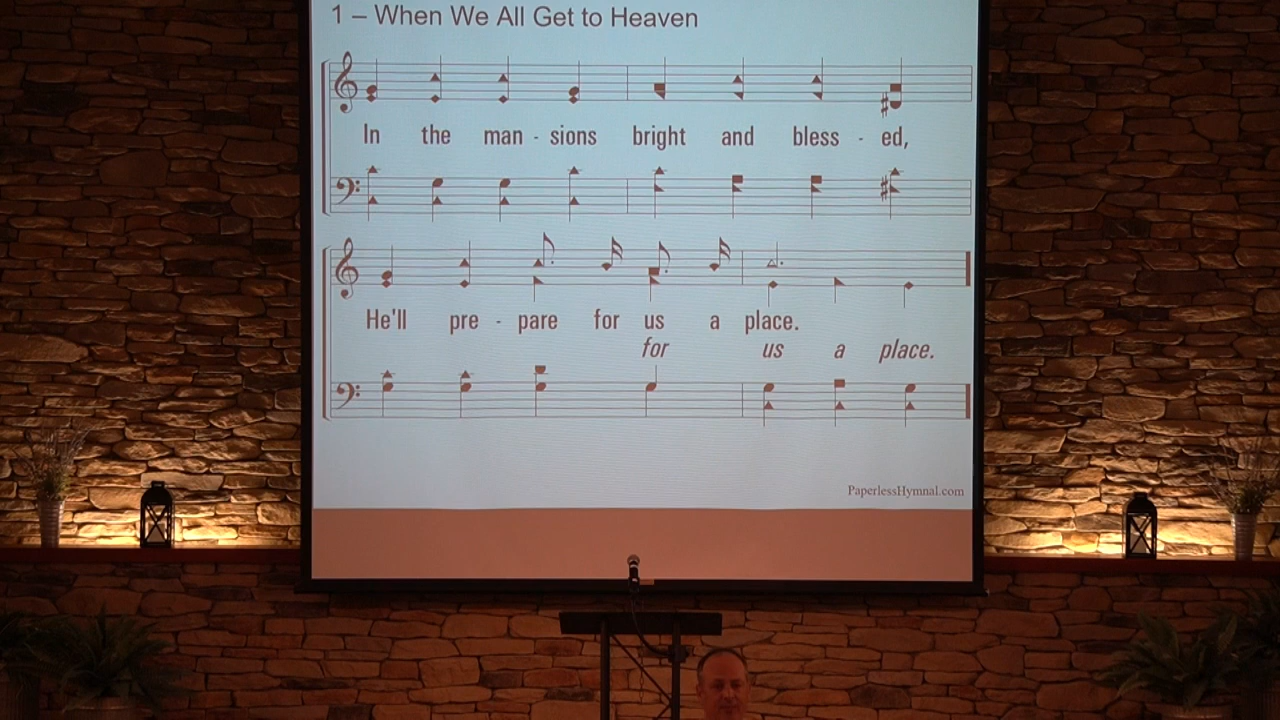 1 – When We All Get to Heaven
In the man - sions bright and bless - ed,
He'll pre - pare for us a place.
for us a place.
PaperlessHymnal.com